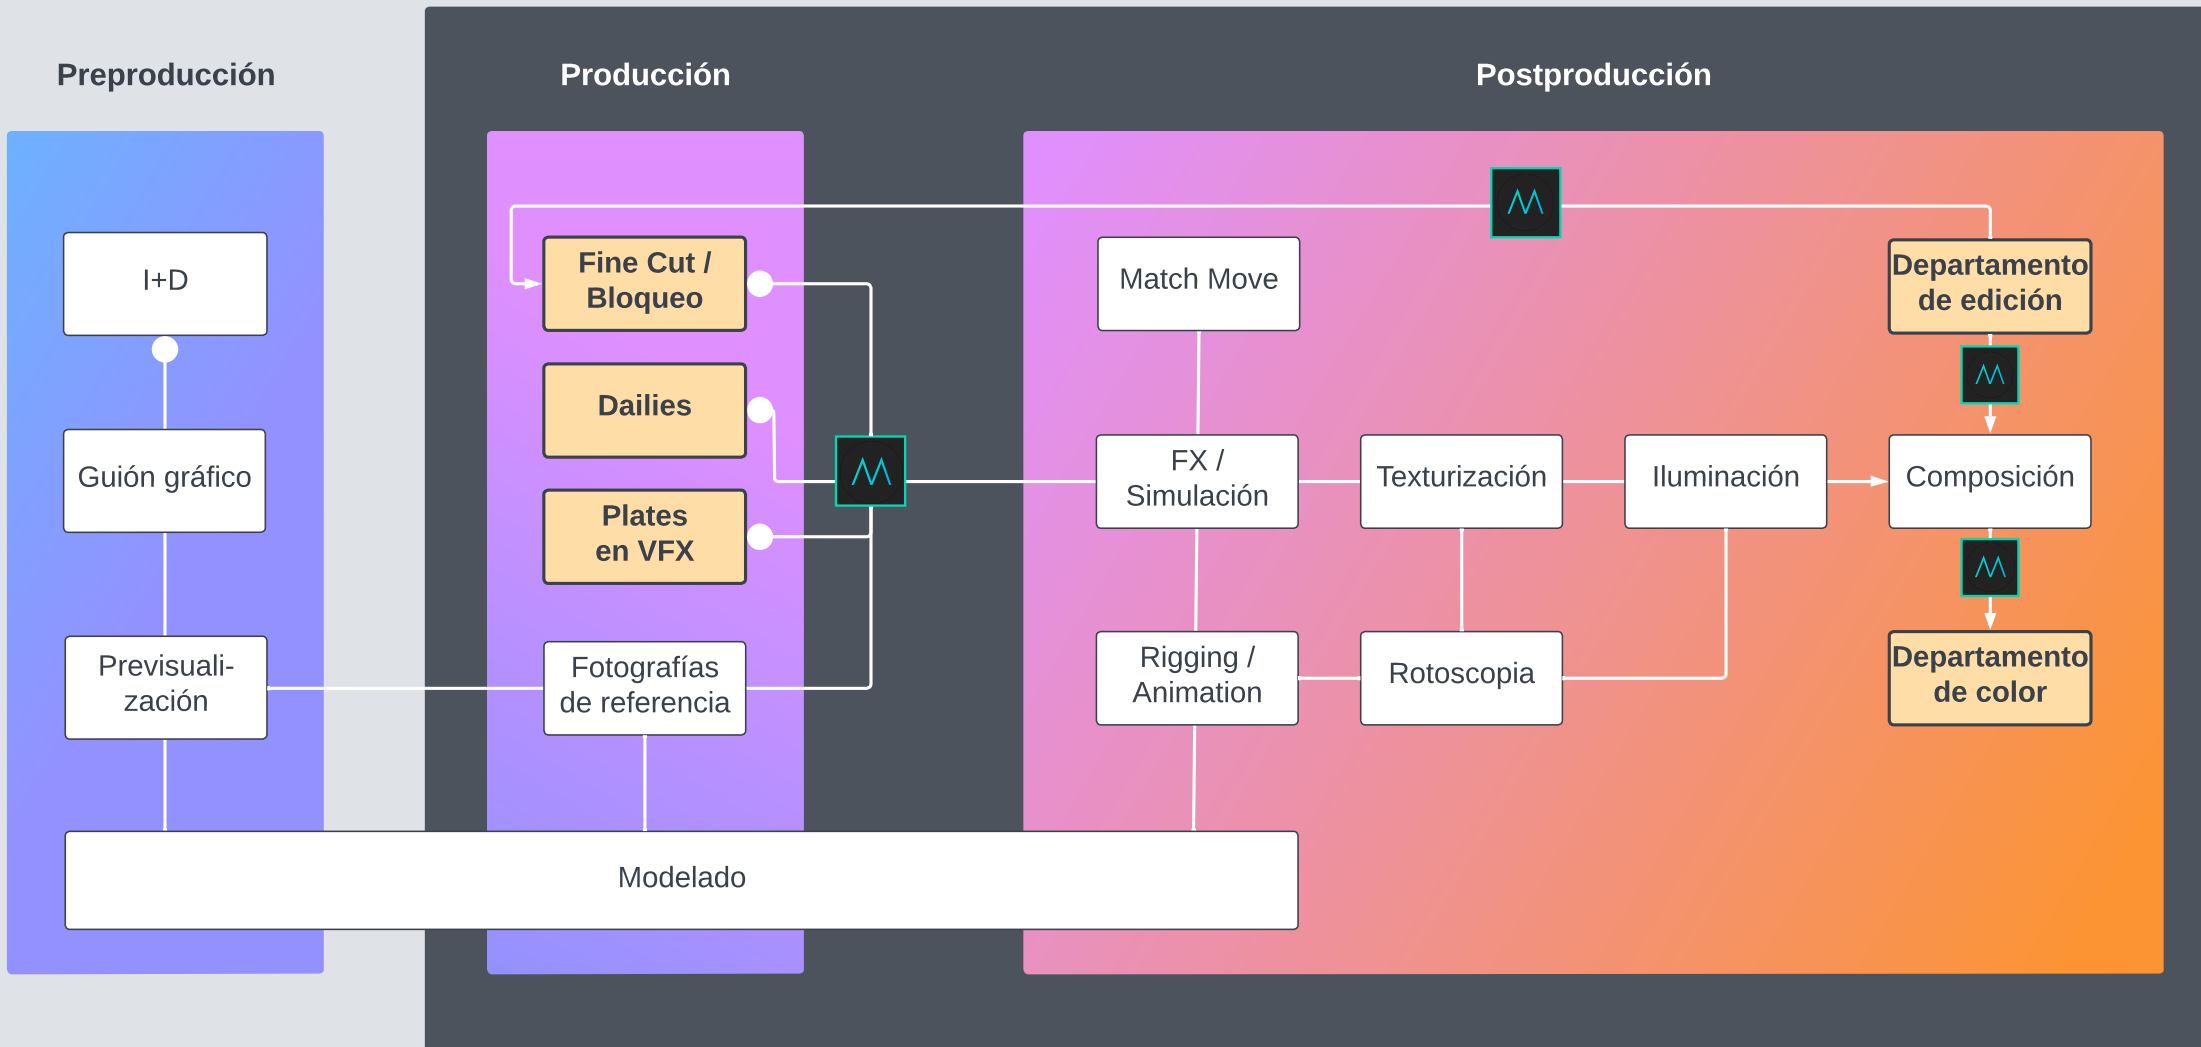 Preproducción
Producción
Postproducción
I+D
Guión gráfico
Previsuali-
zación
Fine Cut /
Bloqueo
Dailies
Plates
en VFX
Fotografías
de referencia
Modelado
Match Move
FX /
Simulación
Rigging /
Animation
Texturización
Rotoscopia
Iluminación
Departamento
de edición
Composición
Departamento
de color